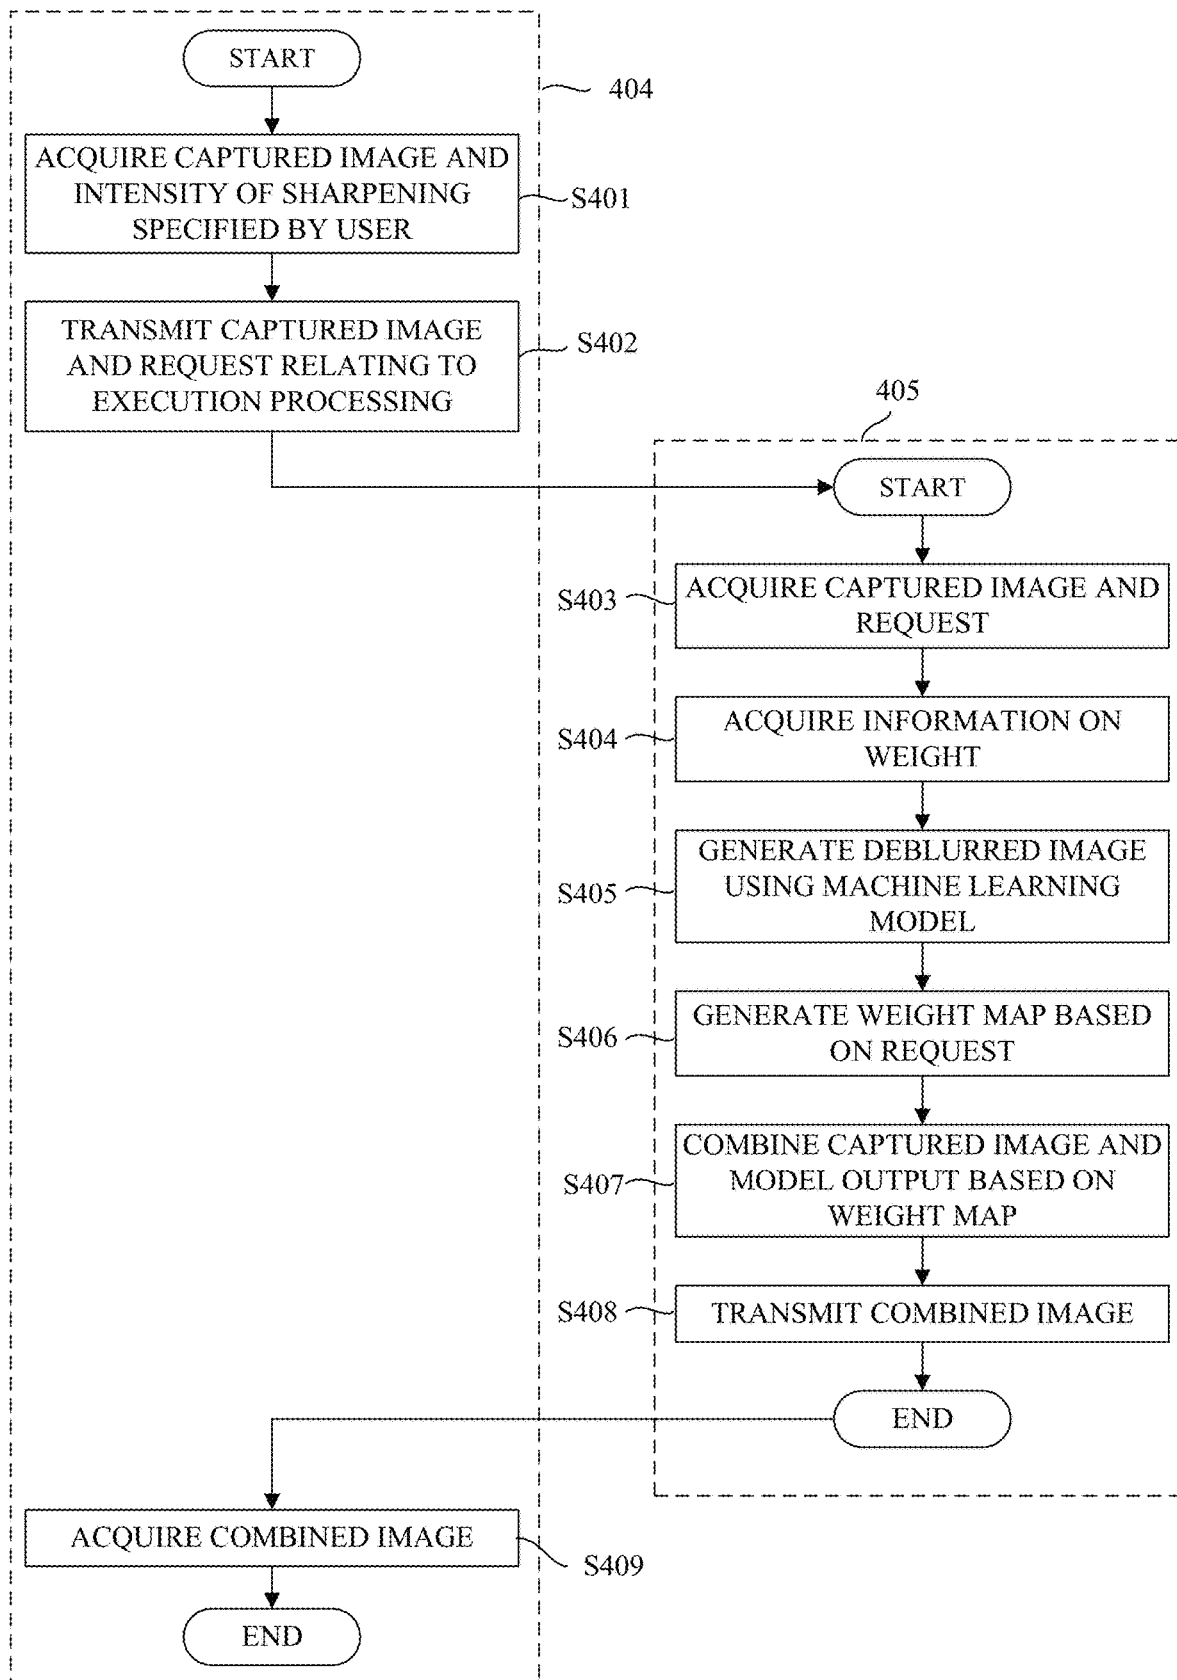 START
404
ACQUIRE CAPTURED IMAGE AND
INTENSITY OF SHARPENING
SPECIFIED BY USER
S401
TRANSMIT CAPTURED IMAGE
AND REQUEST RELATING TO
EXECUTION PROCESSING
S402
405
START
S403
ACQUIRE CAPTURED IMAGE AND
REQUEST
S404
ACQUIRE INFORMATION ON
WEIGHT
S405
GENERATE DEBLURRED IMAGE
USING MACHINE LEARNING
MODEL
S406
GENERATE WEIGHT MAP BASED
ON REQUEST
S407
COMBINE CAPTURED IMAGE AND
MODEL OUTPUT BASED ON
WEIGHT MAP
S408
TRANSMIT COMBINED IMAGE
END
ACQUIRE COMBINED IMAGE
S409
END